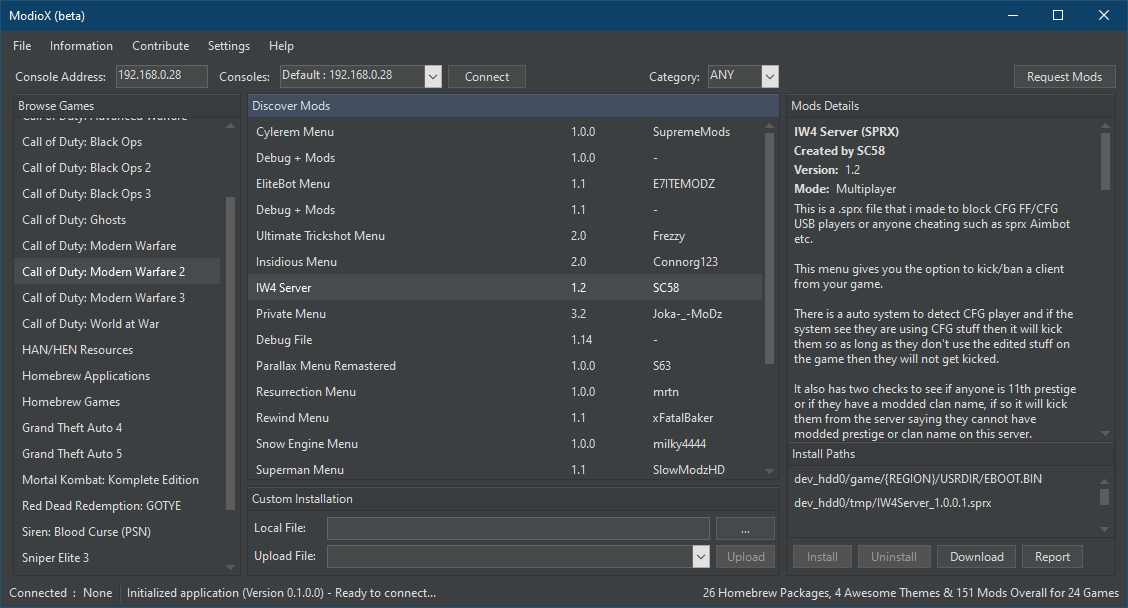 ModioX (beta)
File Information Contribute Settings Help
Console Address: 192.168.0.28 Consoles: Default : 192.168.0.28 Connect Category: ANY Request Mods
Browse Games
Call of Duty: Advanced Warfare
Call of Duty: Black Ops
Call of Duty: Black Ops 2
Call of Duty: Black Ops 3
Call of Duty: Ghosts
Call of Duty: Modern Warfare
Call of Duty: Modern Warfare 2
Call of Duty: Modern Warfare 3
Call of Duty: World at War
HAN/HEN Resources
Homebrew Applications
Homebrew Games
Grand Theft Auto 4
Grand Theft Auto 5
Mortal Kombat: Komplete Edition
Red Dead Redemption: GOTYE
Siren: Blood Curse (PSN)
Sniper Elite 3
Discover Mods
Cylerem Menu 1.0.0 SupremeMods
Debug + Mods 1.0.0 -
EliteBot Menu 1.1 E7ITEMODZ
Debug + Mods 1.1 -
Ultimate Trickshot Menu 2.0 Frezzy
Insidious Menu 2.0 Connorg123
IW4 Server 1.2 SC58
Private Menu 3.2 Joka-_-MoDz
Debug File 1.14 -
Parallax Menu Remastered 1.0.0 S63
Resurrection Menu 1.0.0 mrtn
Rewind Menu 1.1 xFatalBaker
Snow Engine Menu 1.0.0 milky4444
Superman Menu 1.1 SlowModzHD
Custom Installation
Local File: ...
Upload File: Upload
Mods Details
IW4 Server (SPRX)
Created by SC58
Version: 1.2
Mode: Multiplayer
This is a .sprx file that i made to block CFG FF/CFG
USB players or anyone cheating such as sprx Aimbot
etc.
This menu gives you the option to kick/ban a client
from your game.
There is a auto system to detect CFG player and if the
system see they are using CFG stuff then it will kick
them so as long as they don't use the edited stuff on
the game then they will not get kicked.
It also has two checks to see if anyone is 11th prestige
or if they have a modded clan name, if so it will kick
them from the server saying they cannot have
modded prestige or clan name on this server.
Install Paths
dev_hdd0/game/{REGION}/USRDIR/EBOOT.BIN
dev_hdd0/tmp/IW4Server_1.0.0.1.sprx
Install Uninstall Download Report
Connected : None Initialized application (Version 0.1.0.0) - Ready to connect... 26 Homebrew Packages, 4 Awesome Themes & 151 Mods Overall for 24 Games